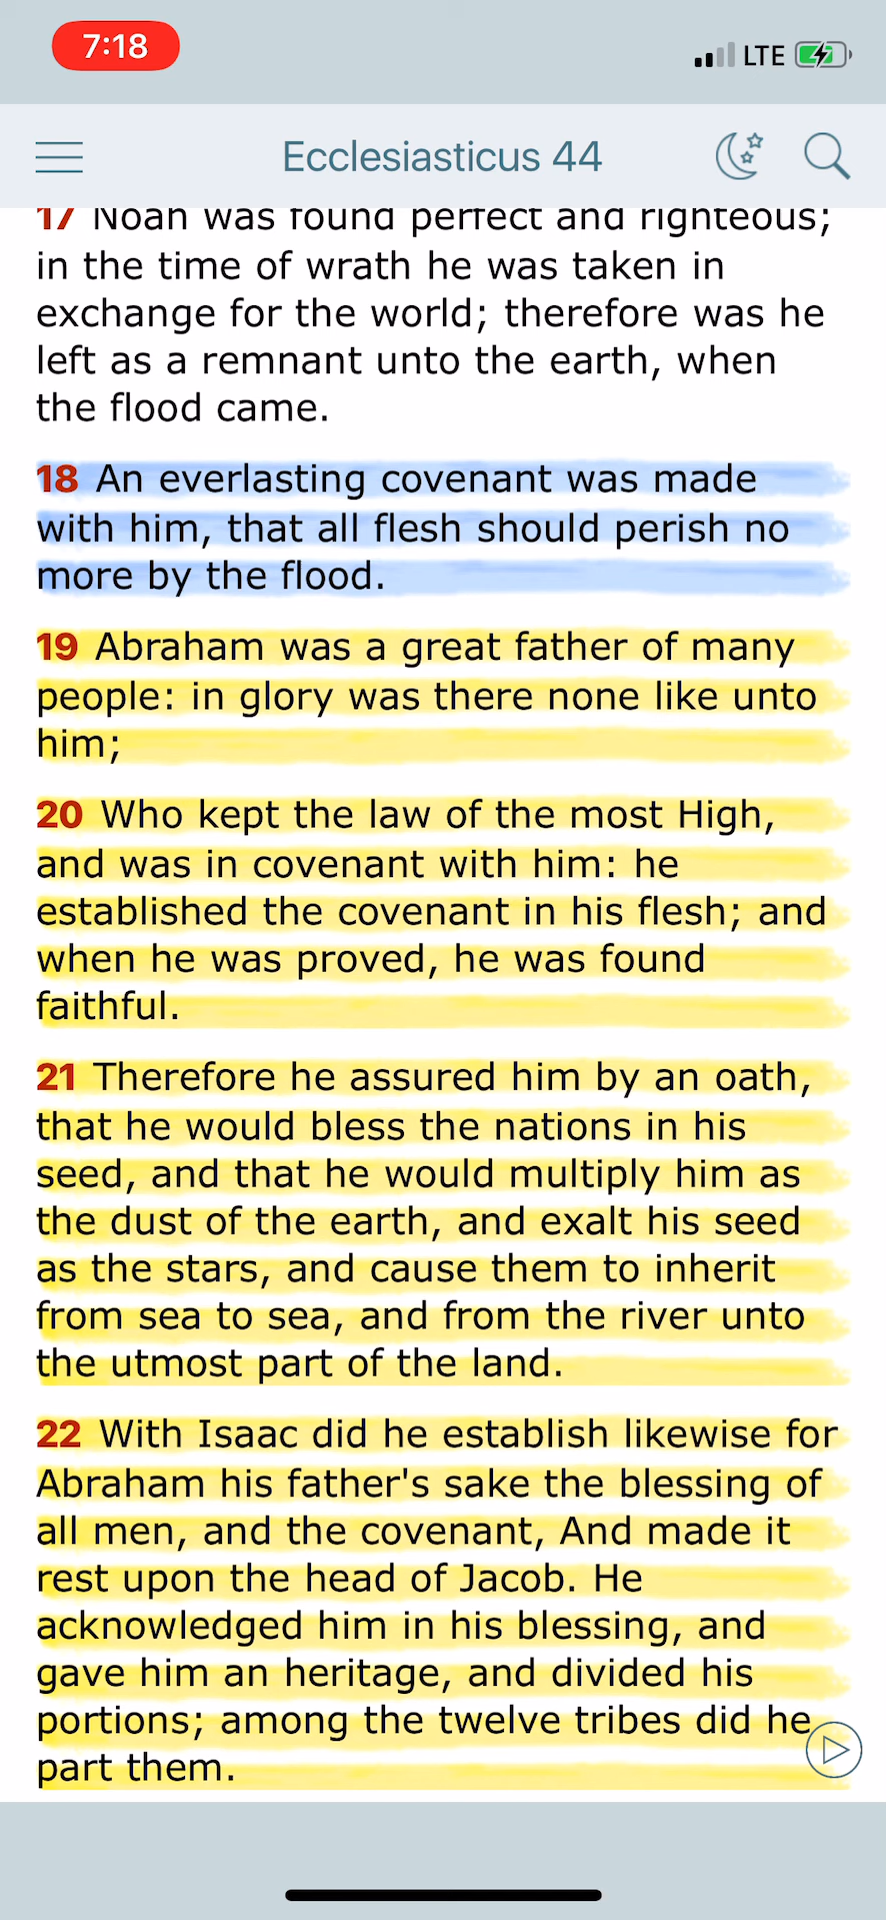 7:18
LTE
Ecclesiasticus 44
17 Noah was found perfect and righteous;
in the time of wrath he was taken in
exchange for the world; therefore was he
left as a remnant unto the earth, when
the flood came.
18 An everlasting covenant was made
with him, that all flesh should perish no
more by the flood.
19 Abraham was a great father of many
people: in glory was there none like unto
him;
20 Who kept the law of the most High,
and was in covenant with him: he
established the covenant in his flesh; and
when he was proved, he was found
faithful.
21 Therefore he assured him by an oath,
that he would bless the nations in his
seed, and that he would multiply him as
the dust of the earth, and exalt his seed
as the stars, and cause them to inherit
from sea to sea, and from the river unto
the utmost part of the land.
22 With Isaac did he establish likewise for
Abraham his father's sake the blessing of
all men, and the covenant, And made it
rest upon the head of Jacob. He
acknowledged him in his blessing, and
gave him an heritage, and divided his
portions; among the twelve tribes did he
part them.